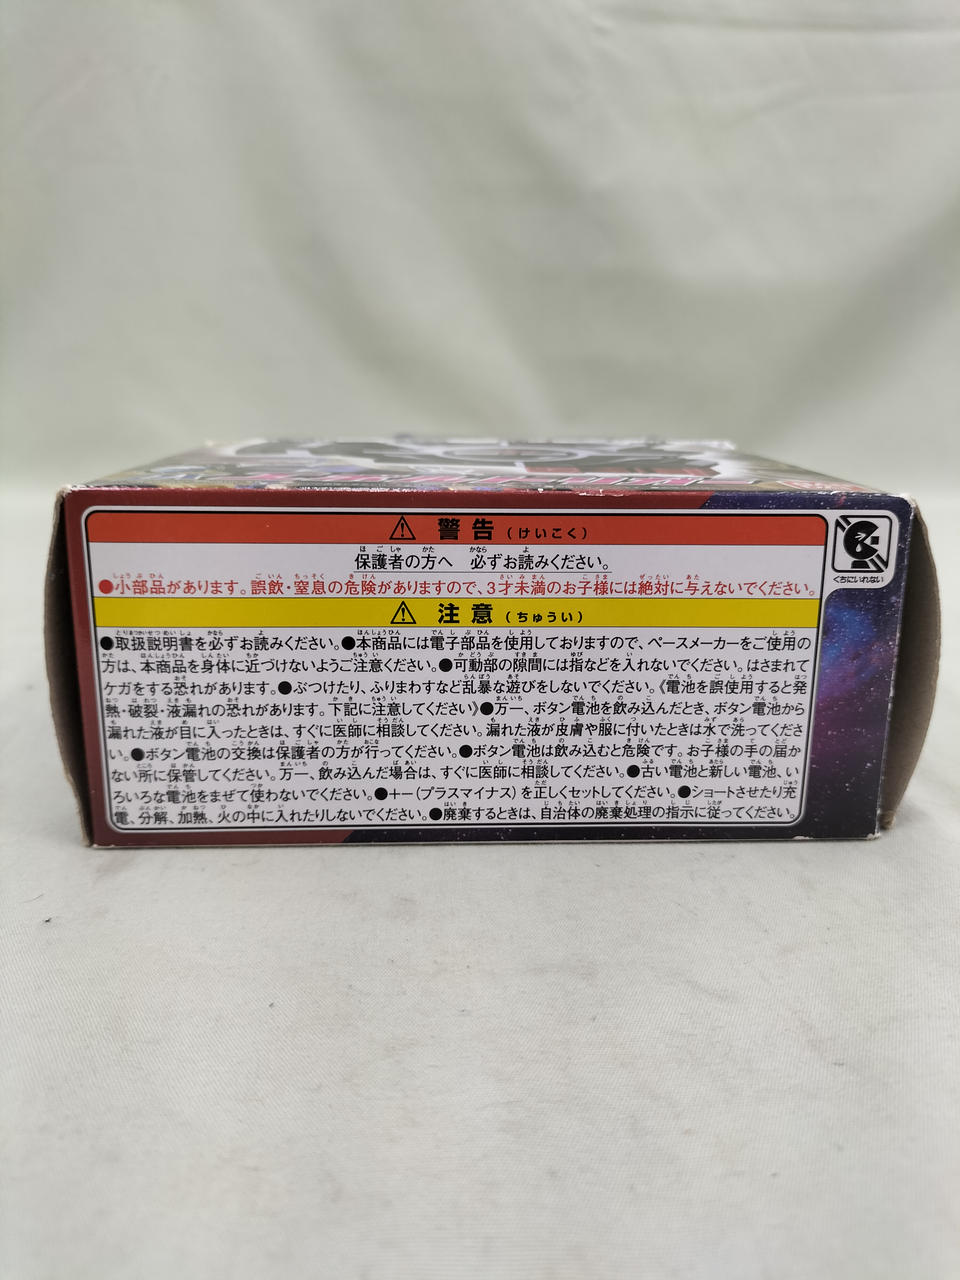 ⚠ 警告（けいこく）
保護者の方へ 必ずお読みください。
●小部品があります。誤飲・窒息の危険がありますので、3才未満のお子様には絶対に与えないでください。
くちにいれない
⚠ 注意（ちゅうい）
●取扱説明書を必ずお読みください。●本商品には電子部品を使用しておりますので、ペースメーカーをご使用の
方は、本商品を身体に近づけないようご注意ください。●可動部の隙間には指などを入れないでください。はさまれて
ケガをする恐れがあります。●ぶつけたり、ふりまわすなど乱暴な遊びをしないでください。《電池を誤使用すると発
熱・破裂・液漏れの恐れがあります。下記に注意してください》●万一、ボタン電池を飲み込んだとき、ボタン電池から
漏れた液が目に入ったときは、すぐに医師に相談してください。漏れた液が皮膚や服に付いたときは水で洗ってくださ
い。●ボタン電池の交換は保護者の方が行ってください。●ボタン電池は飲み込むと危険です。お子様の手の届か
ない所に保管してください。万一、飲み込んだ場合は、すぐに医師に相談してください。●古い電池と新しい電池、い
ろいろな電池をまぜて使わないでください。●＋－（プラスマイナス）を正しくセットしてください。●ショートさせたり充
電、分解、加熱、火の中に入れたりしないでください。●廃棄するときは、自治体の廃棄処理の指示に従ってください。